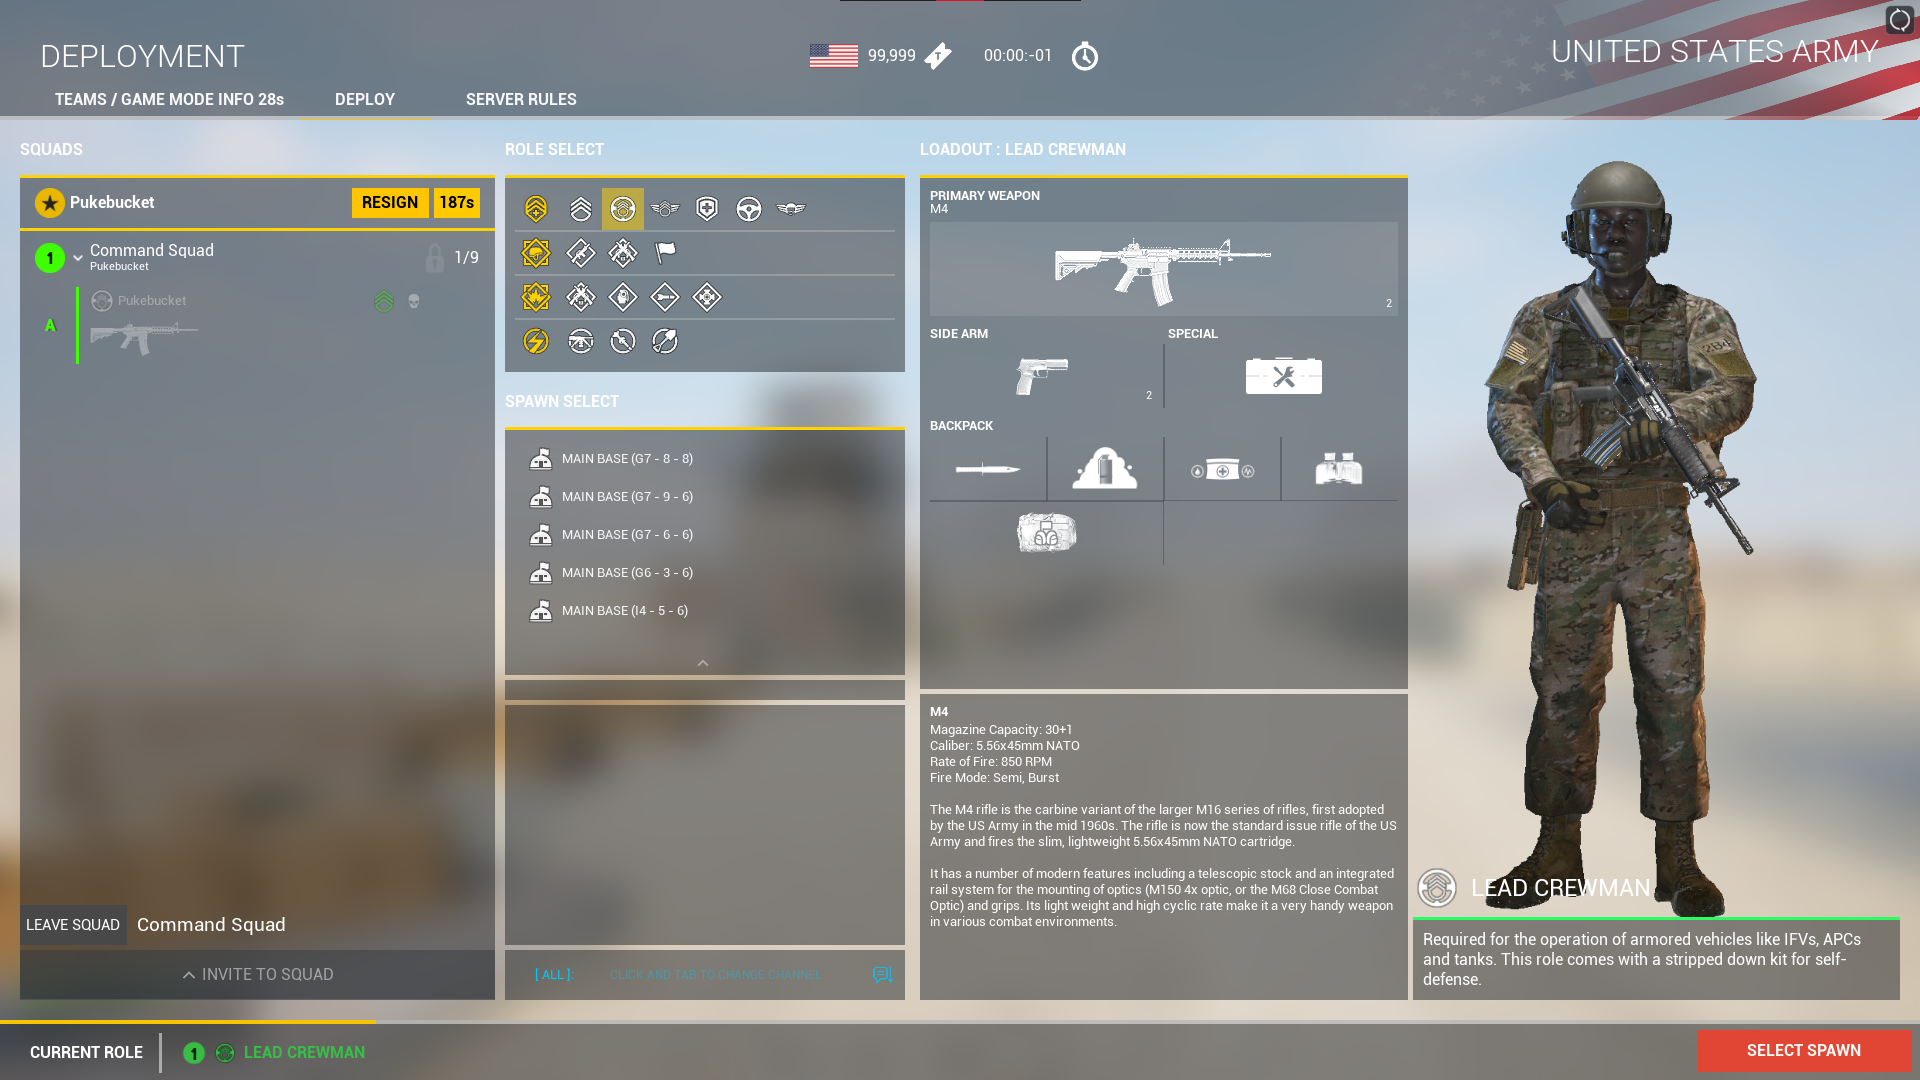 DEPLOYMENT
99,999
00:00:-01
UNITED STATES ARMY
TEAMS / GAME MODE INFO 28s
DEPLOY
SERVER RULES
SQUADS
Pukebucket
RESIGN
187s
1
Command Squad
Pukebucket
1/9
A
Pukebucket
LEAVE SQUAD
Command Squad
INVITE TO SQUAD
ROLE SELECT
SPAWN SELECT
MAIN BASE (G7 - 8 - 8)
MAIN BASE (G7 - 9 - 6)
MAIN BASE (G7 - 6 - 6)
MAIN BASE (G6 - 3 - 6)
MAIN BASE (I4 - 5 - 6)
[ ALL ]:
CLICK AND TAB TO CHANGE CHANNEL
LOADOUT : LEAD CREWMAN
PRIMARY WEAPON
M4
2
SIDE ARM
2
SPECIAL
BACKPACK
M4
Magazine Capacity: 30+1
Caliber: 5.56x45mm NATO
Rate of Fire: 850 RPM
Fire Mode: Semi, Burst
The M4 rifle is the carbine variant of the larger M16 series of rifles, first adopted
by the US Army in the mid 1960s. The rifle is now the standard issue rifle of the US
Army and fires the slim, lightweight 5.56x45mm NATO cartridge.
It has a number of modern features including a telescopic stock and an integrated
rail system for the mounting of optics (M150 4x optic, or the M68 Close Combat
Optic) and grips. Its light weight and high cyclic rate make it a very handy weapon
in various combat environments.
LEAD CREWMAN
Required for the operation of armored vehicles like IFVs, APCs
and tanks. This role comes with a stripped down kit for self-
defense.
CURRENT ROLE
1
LEAD CREWMAN
SELECT SPAWN